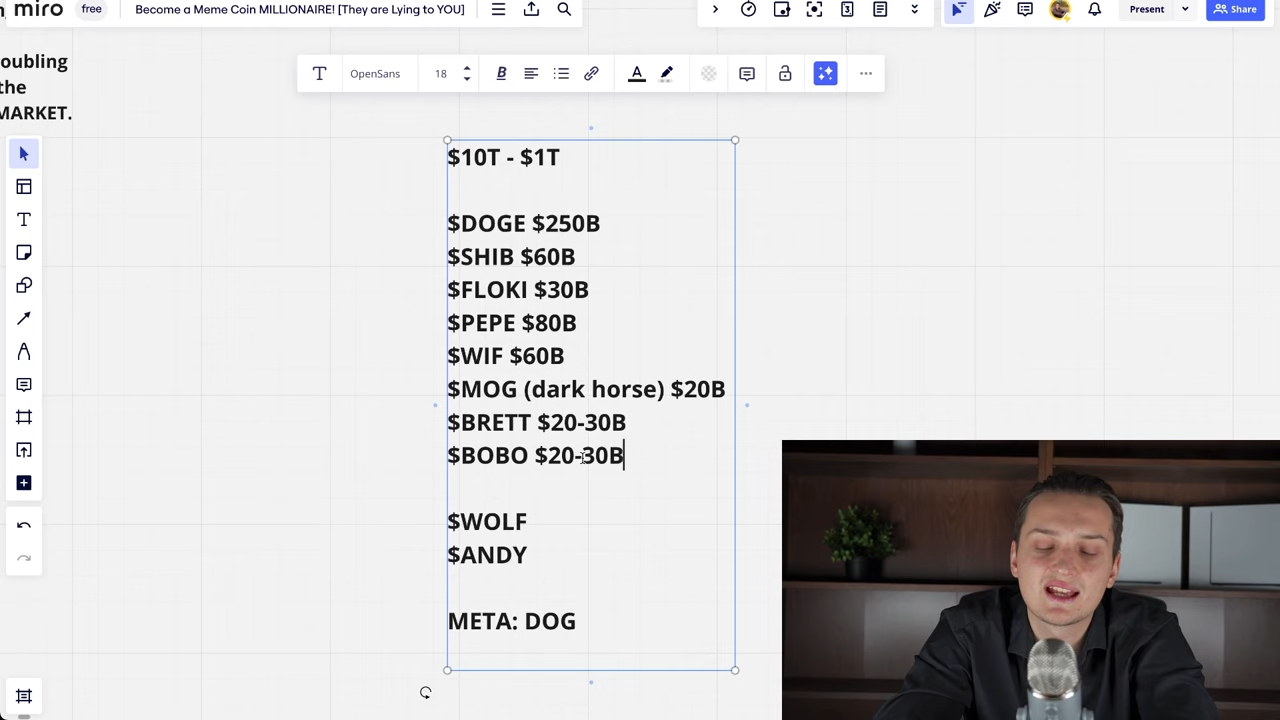 miro
free
Become a Meme Coin MILLIONAIRE! [They are Lying to YOU]
3
Present
Share
oubling
the
MARKET.
OpenSans
18
B
A
$10T - $1T
$DOGE $250B
$SHIB $60B
$FLOKI $30B
$PEPE $80B
$WIF $60B
$MOG (dark horse) $20B
$BRETT $20-30B
$BOBO $20-30B
$WOLF
$ANDY
META: DOG